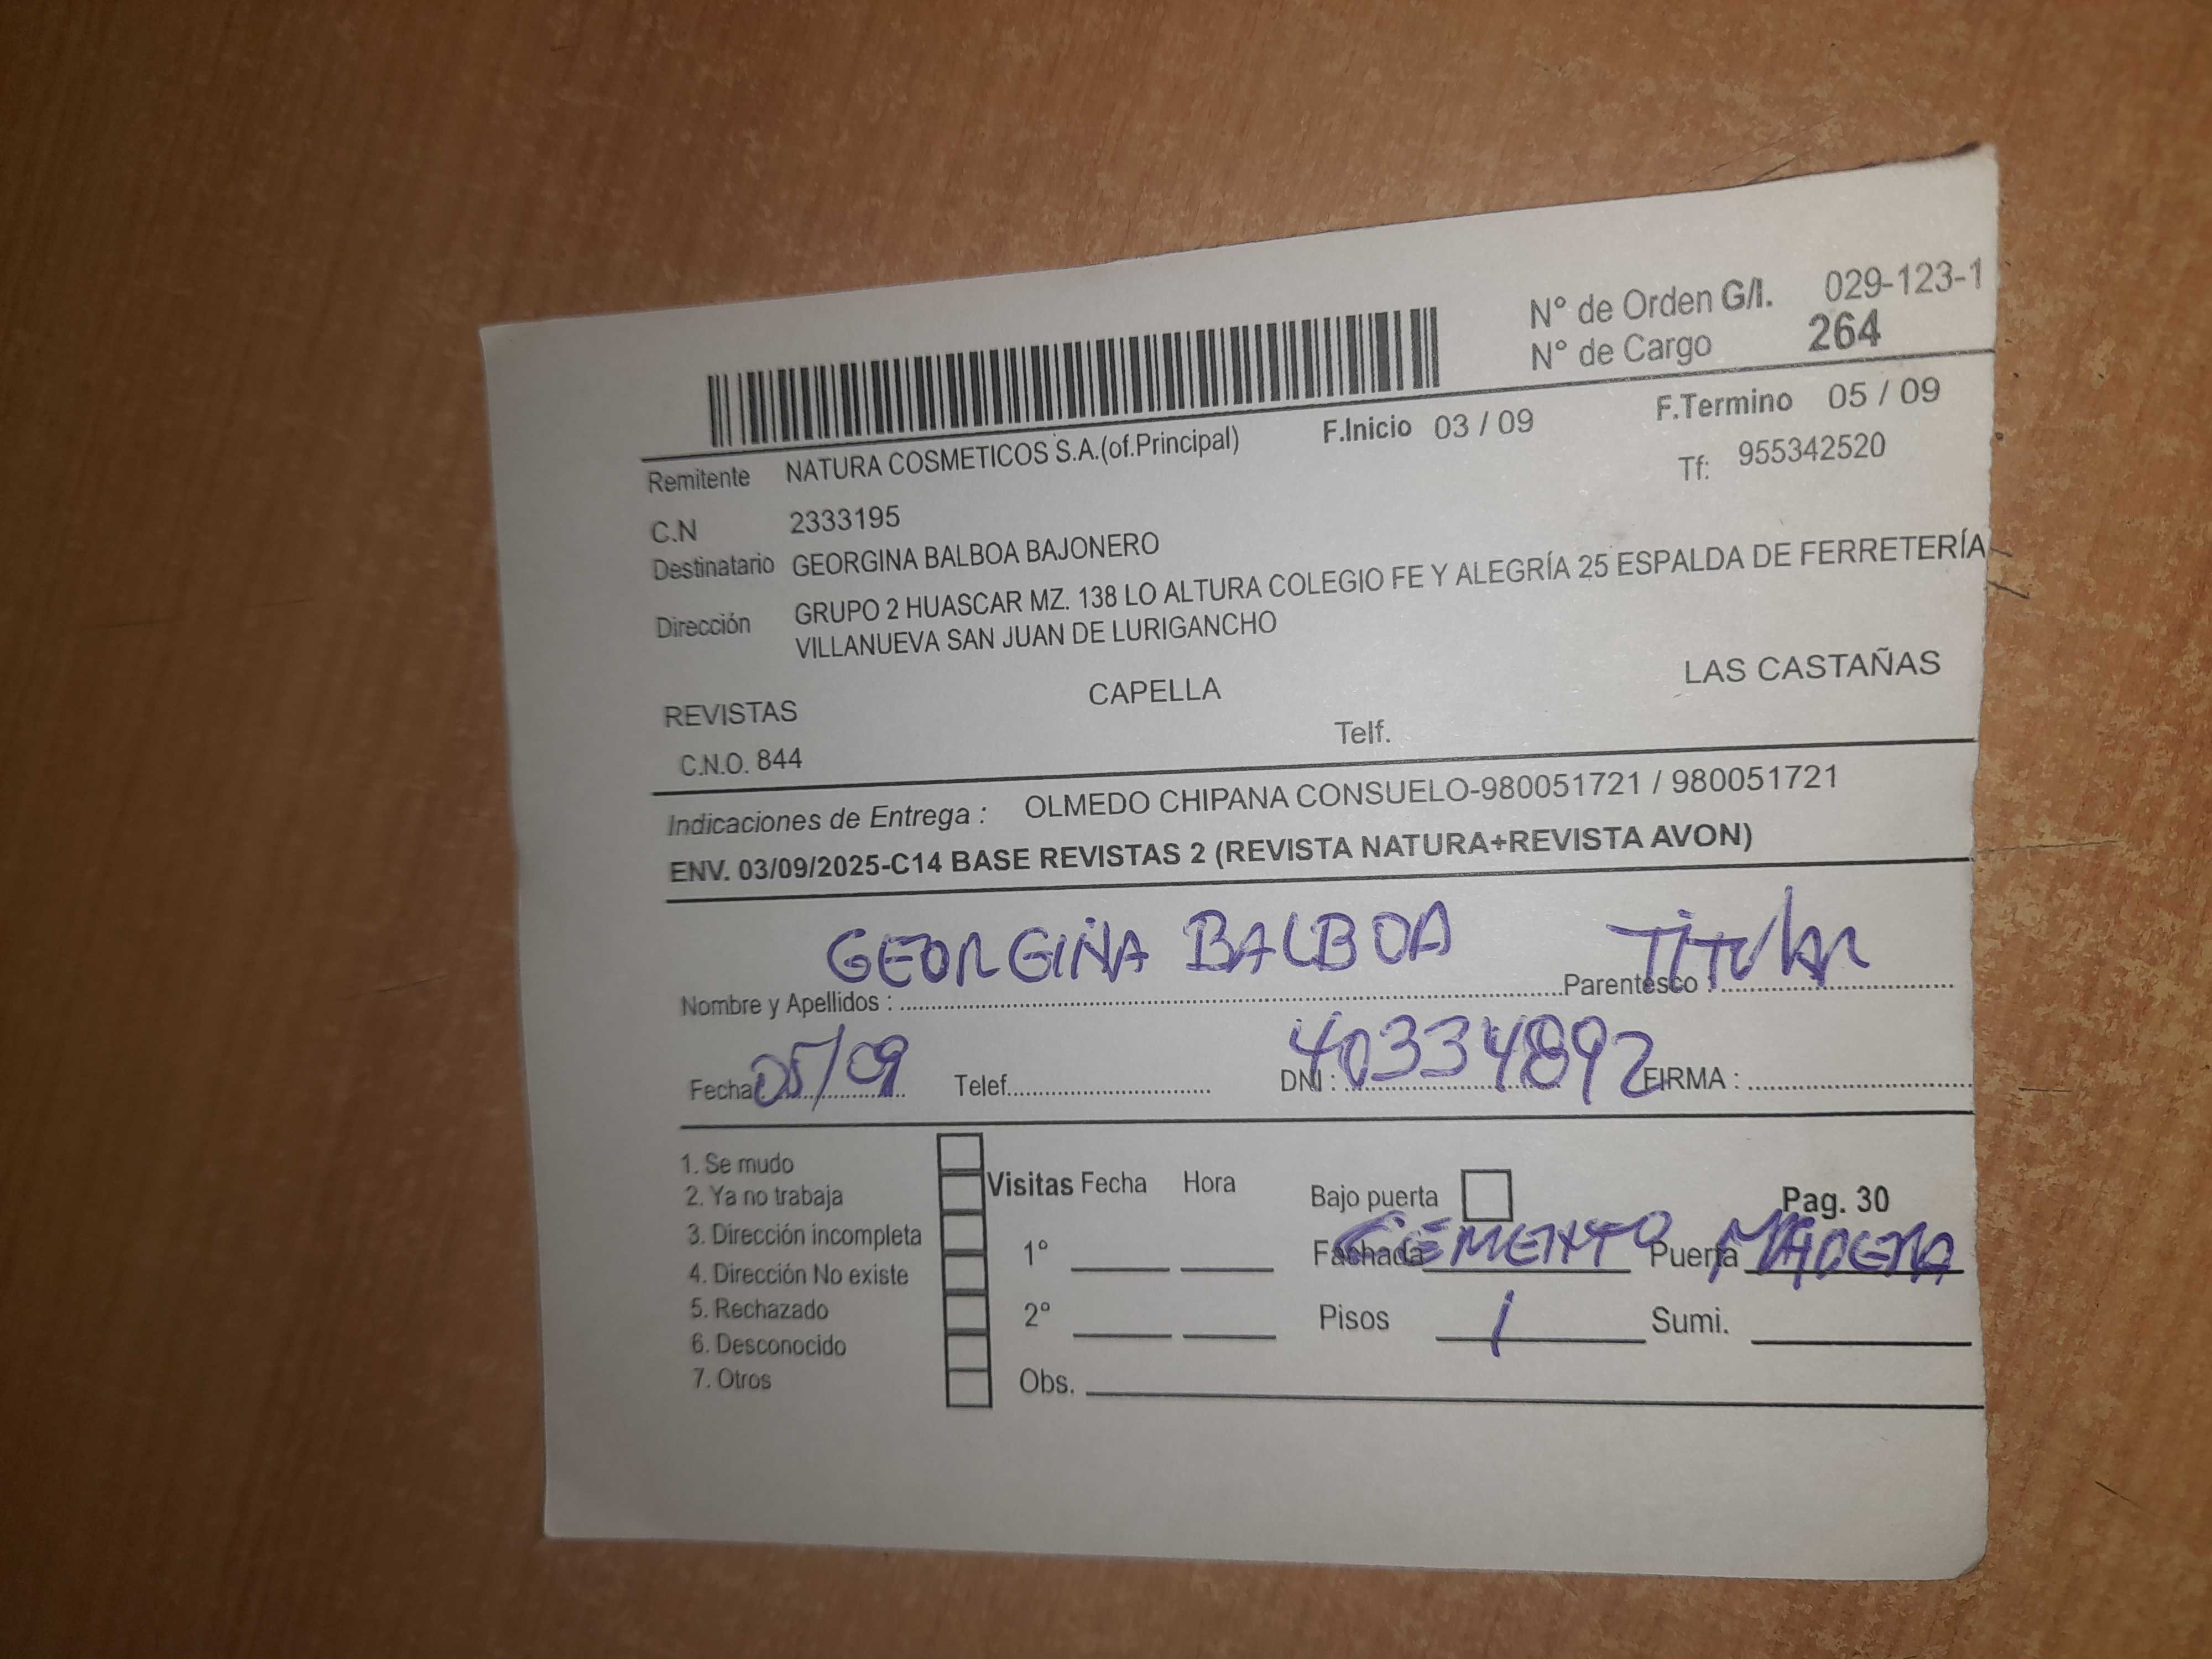 N° de Orden G/I. 029-123-1
N° de Cargo 264
F.Inicio 03 / 09 F.Termino 05 / 09
Remitente NATURA COSMETICOS S.A.(of.Principal) Tf: 955342520
C.N 2333195
Destinatario GEORGINA BALBOA BAJONERO
Dirección GRUPO 2 HUASCAR MZ. 138 LO ALTURA COLEGIO FE Y ALEGRÍA 25 ESPALDA DE FERRETERÍA
VILLANUEVA SAN JUAN DE LURIGANCHO
REVISTAS CAPELLA LAS CASTAÑAS
C.N.O. 844 Telf.
Indicaciones de Entrega : OLMEDO CHIPANA CONSUELO-980051721 / 980051721
ENV. 03/09/2025-C14 BASE REVISTAS 2 (REVISTA NATURA+REVISTA AVON)
Nombre y Apellidos : GEORGINA BALBOA Parentesco : Titular
Fecha 05/09 Telef. DNI : 40334892 FIRMA :
1. Se mudo
2. Ya no trabaja Visitas Fecha Hora Bajo puerta Pag. 30
3. Dirección incompleta 1° Fachada CEMENTO Puerta MADERA
4. Dirección No existe
5. Rechazado 2° Pisos 1 Sumi.
6. Desconocido
7. Otros Obs.